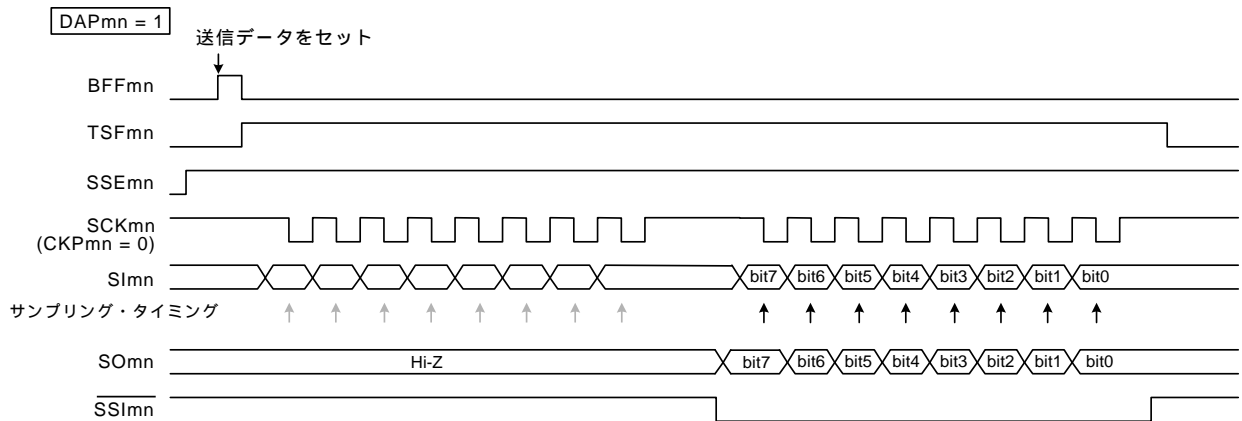 DAPmn = 1
送信データをセット
BFFmn
TSFmn
SSEmn
SCKmn
(CKPmn = 0)
SImn
bit7 bit6 bit5 bit4 bit3 bit2 bit1 bit0
サンプリング・タイミング
SOmn
Hi-Z
bit7 bit6 bit5 bit4 bit3 bit2 bit1 bit0
SSImn